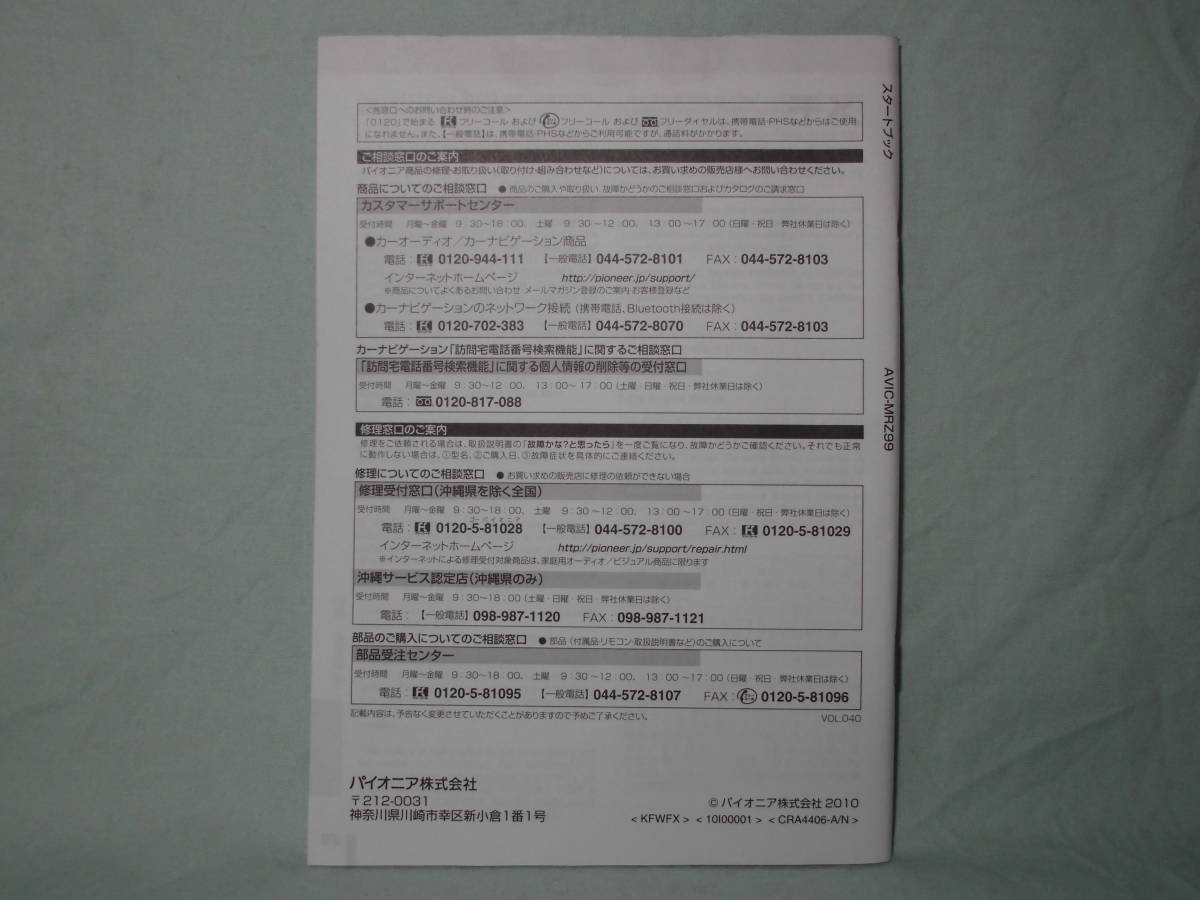 <各窓口へのお問い合わせ時のご注意>
「0120」で始まる フリーコール および フリーコール および フリーダイヤルは、携帯電話・PHSなどからはご使用
になれません。また、【一般電話】は、携帯電話・PHSなどからご利用可能ですが、通話料がかかります。
ご相談窓口のご案内
パイオニア商品の修理・お取り扱い(取り付け・組み合わせなど)については、お買い求めの販売店様へお問い合わせください。
商品についてのご相談窓口 ● 商品のご購入や取り扱い、故障かどうかのご相談窓口およびカタログのご請求窓口
カスタマーサポートセンター
受付時間 月曜～金曜 9:30～18:00、 土曜 9:30～12:00、 13:00～17:00 (日曜・祝日・弊社休業日は除く)
●カーオーディオ／カーナビゲーション商品
電話: 0120-944-111 【一般電話】044-572-8101 FAX:044-572-8103
インターネットホームページ http://pioneer.jp/support/
※商品についてよくあるお問い合わせ メールマガジン登録のご案内 お客様登録など
●カーナビゲーションのネットワーク接続 (携帯電話、Bluetooth接続は除く)
電話: 0120-702-383 【一般電話】044-572-8070 FAX:044-572-8103
カーナビゲーション「訪問宅電話番号検索機能」に関するご相談窓口
「訪問宅電話番号検索機能」に関する個人情報の削除等の受付窓口
受付時間 月曜～金曜 9:30～12:00、 13:00～17:00 (土曜・日曜・祝日・弊社休業日は除く)
電話: 0120-817-088
修理窓口のご案内
修理をご依頼される場合は、取扱説明書の「故障かな?と思ったら」を一度ご覧になり、故障かどうかご確認ください。それでも正常
に動作しない場合は、①型名、②ご購入日、③故障症状を具体的にご連絡ください。
修理についてのご相談窓口 ● お買い求めの販売店に修理の依頼ができない場合
修理受付窓口(沖縄県を除く全国)
受付時間 月曜～金曜 9:30～18:00、 土曜 9:30～12:00、 13:00～17:00 (日曜・祝日・弊社休業日は除く)
ゴーパイオニア
電話: 0120-5-81028 【一般電話】044-572-8100 FAX: 0120-5-81029
インターネットホームページ http://pioneer.jp/support/repair.html
※インターネットによる修理受付対象商品は、家庭用オーディオ／ビジュアル商品に限ります
沖縄サービス認定店(沖縄県のみ)
受付時間 月曜～金曜 9:30～18:00 (土曜・日曜・祝日・弊社休業日は除く)
電話: 【一般電話】098-987-1120 FAX:098-987-1121
部品のご購入についてのご相談窓口 ● 部品 (付属品・リモコン・取扱説明書など)のご購入について
部品受注センター
受付時間 月曜～金曜 9:30～18:00、 土曜 9:30～12:00、 13:00～17:00 (日曜・祝日・弊社休業日は除く)
電話: 0120-5-81095 【一般電話】044-572-8107 FAX: 0120-5-81096
記載内容は、予告なく変更させていただくことがありますので予めご了承ください。
VOL.040
パイオニア株式会社
〒212-0031
神奈川県川崎市幸区新小倉1番1号
© パイオニア株式会社 2010
< KFWFX > < 10I00001 > < CRA4406-A/N >
スタートブック
AVIC-MRZ99